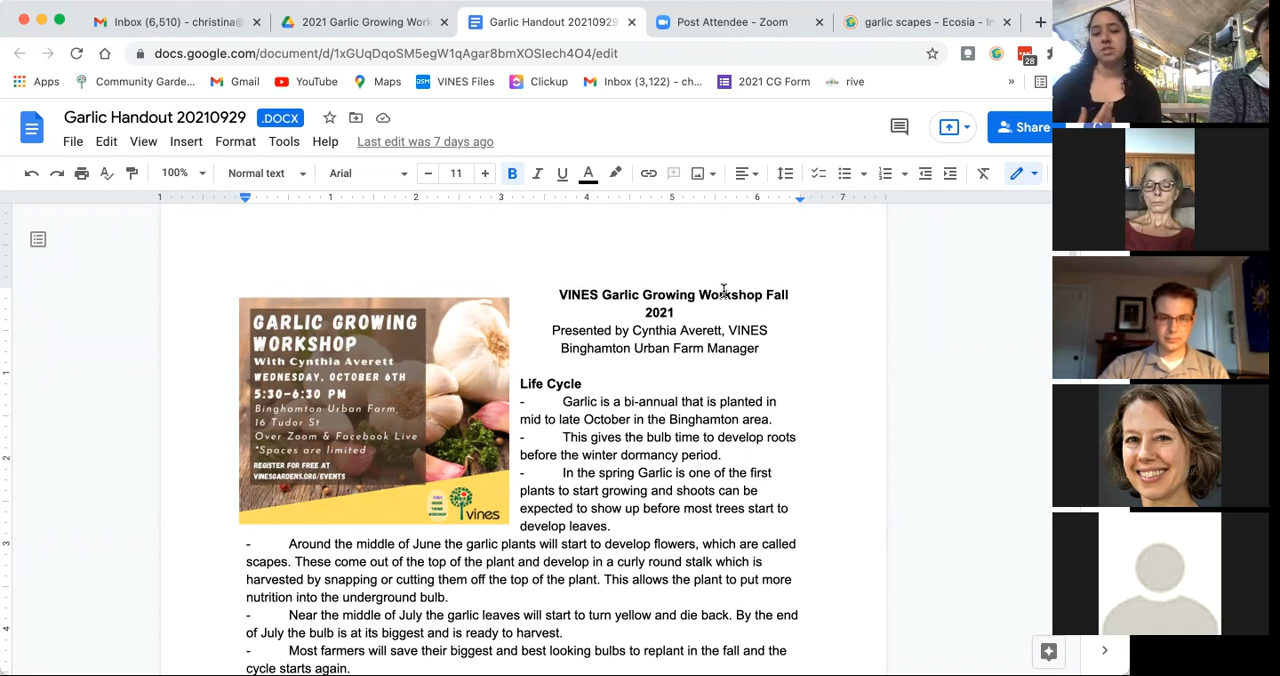 Inbox (6,510) - christina@
2021 Garlic Growing Work
Garlic Handout 20210929
Post Attendee - Zoom
garlic scapes - Ecosia - In
docs.google.com/document/d/1xGUqDqoSM5egW1qAgar8bmXOSIech4O4/edit
28
Apps
Community Garde...
Gmail
YouTube
Maps
VINES Files
Clickup
Inbox (3,122) - ch...
2021 CG Form
rive
»
Garlic Handout 20210929
.DOCX
File Edit View Insert Format Tools Help Last edit was 7 days ago
Share
100% Normal text Arial 11 B I U A
1 1 2 3 4 5 6 7
GARLIC GROWING
WORKSHOP
With Cynthia Averett
WEDNESDAY, OCTOBER 6TH
5:30-6:30 PM
Binghamton Urban Farm,
16 Tudor St
Over Zoom & Facebook Live
*Spaces are limited
REGISTER FOR FREE AT
VINESGARDENS.ORG/EVENTS
vines
VINES Garlic Growing Workshop Fall
2021
Presented by Cynthia Averett, VINES
Binghamton Urban Farm Manager
Life Cycle
- Garlic is a bi-annual that is planted in
mid to late October in the Binghamton area.
- This gives the bulb time to develop roots
before the winter dormancy period.
- In the spring Garlic is one of the first
plants to start growing and shoots can be
expected to show up before most trees start to
develop leaves.
- Around the middle of June the garlic plants will start to develop flowers, which are called
scapes. These come out of the top of the plant and develop in a curly round stalk which is
harvested by snapping or cutting them off the top of the plant. This allows the plant to put more
nutrition into the underground bulb.
- Near the middle of July the garlic leaves will start to turn yellow and die back. By the end
of July the bulb is at its biggest and is ready to harvest.
- Most farmers will save their biggest and best looking bulbs to replant in the fall and the
cycle starts again.
1
2
3
4